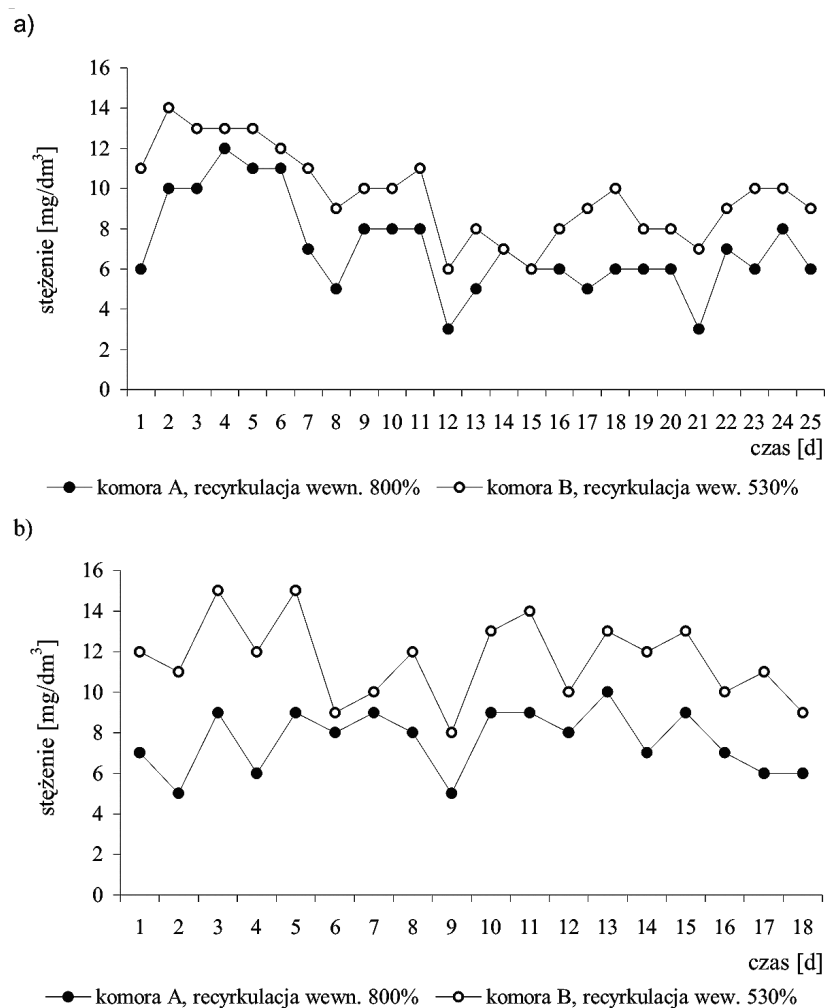 a)
stężenie [mg/dm³]
16
14
12
10
8
6
4
2
0
1 2 3 4 5 6 7 8 9 10 11 12 13 14 15 16 17 18 19 20 21 22 23 24 25
czas [d]
komora A, recyrkulacja wewn. 800% komora B, recyrkulacja wew. 530%
b)
stężenie [mg/dm³]
16
14
12
10
8
6
4
2
0
1 2 3 4 5 6 7 8 9 10 11 12 13 14 15 16 17 18
czas [d]
komora A, recyrkulacja wewn. 800% komora B, recyrkulacja wew. 530%